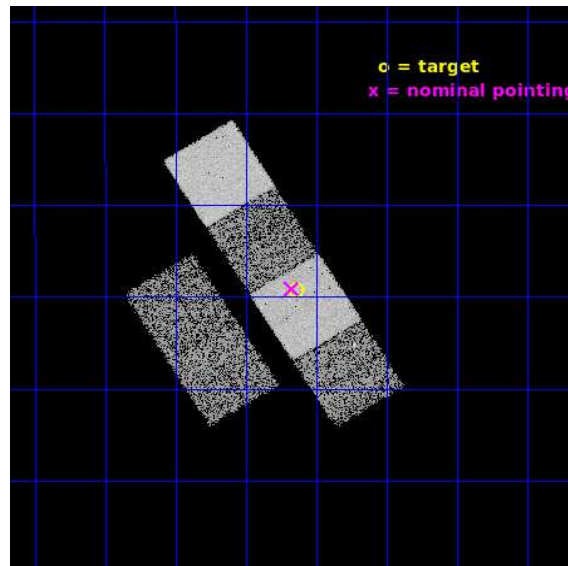 o = target
x = nominal pointing